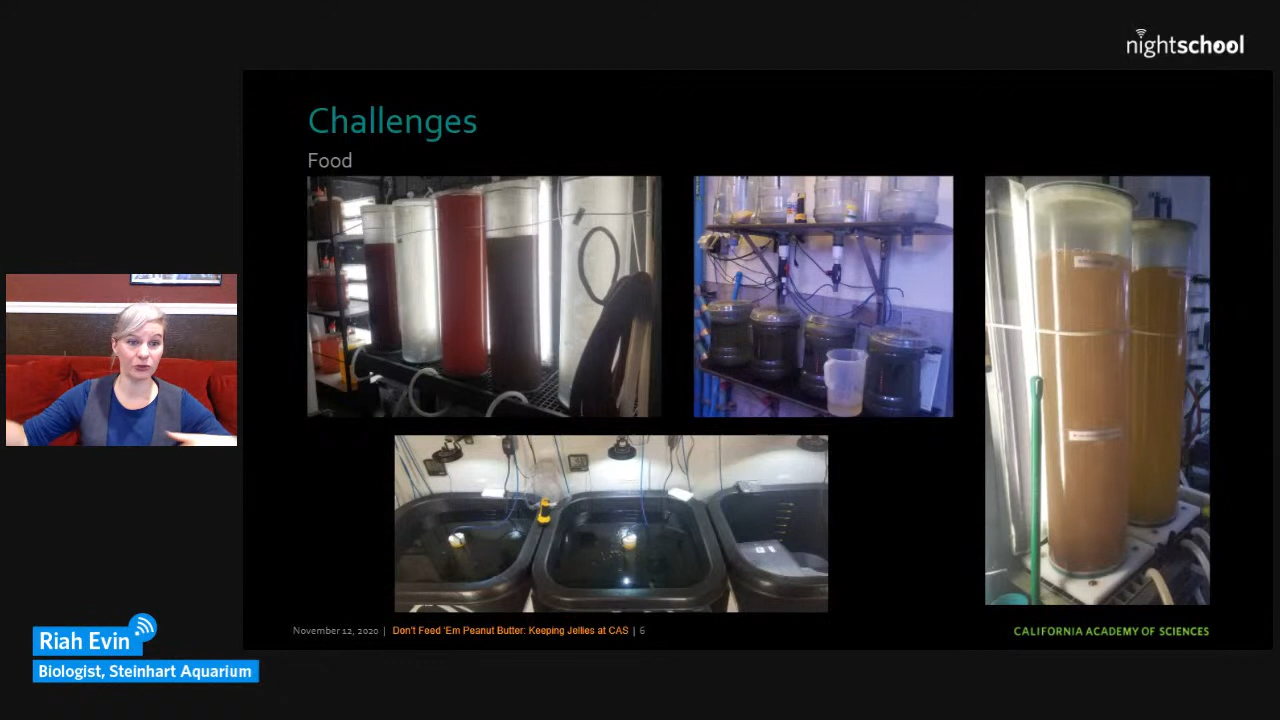 nightschool
Challenges
Food
November 12, 2020 | Don't Feed 'Em Peanut Butter: Keeping Jellies at CAS | 6
CALIFORNIA ACADEMY OF SCIENCES
Riah Evin
Biologist, Steinhart Aquarium